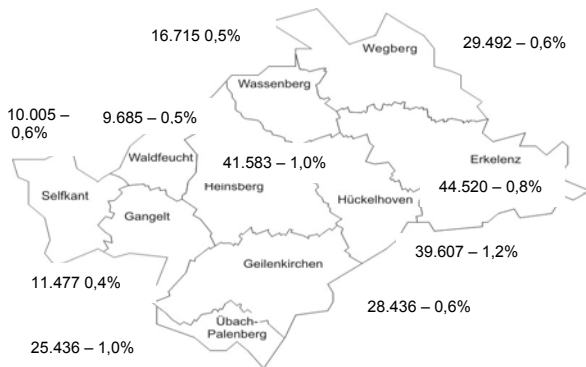 16.715 0,5%
Wegberg
29.492 – 0,6%
Wassenberg
10.005 –
0,6%
9.685 – 0,5%
Waldfeucht
41.583 – 1,0%
Heinsberg
Erkelenz
44.520 – 0,8%
Selfkant
Gangelt
Hückelhoven
39.607 – 1,2%
Geilenkirchen
11.477 0,4%
28.436 – 0,6%
Übach-
Palenberg
25.436 – 1,0%